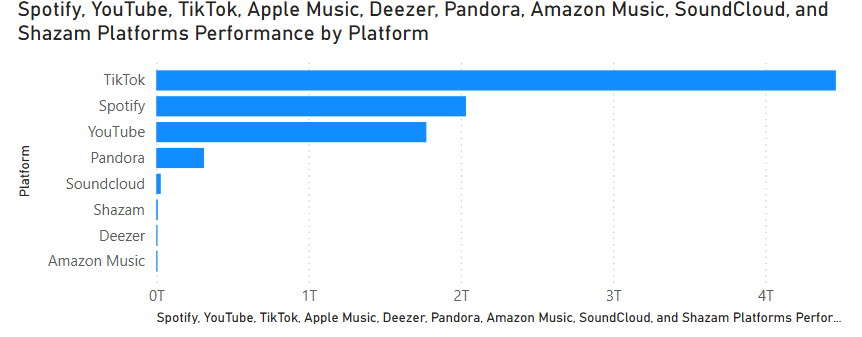 Spotify, YouTube, TikTok, Apple Music, Deezer, Pandora, Amazon Music, SoundCloud, and
Shazam Platforms Performance by Platform
Platform
TikTok
Spotify
YouTube
Pandora
Soundcloud
Shazam
Deezer
Amazon Music
0T 1T 2T 3T 4T
Spotify, YouTube, TikTok, Apple Music, Deezer, Pandora, Amazon Music, SoundCloud, and Shazam Platforms Perfor...